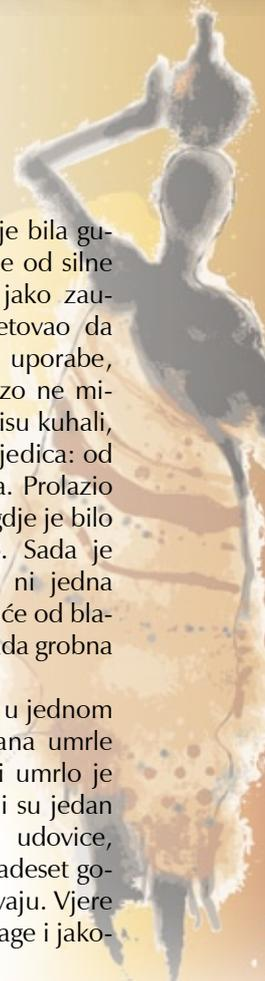 je bila gu-
e od silne
jako zau-
etovao da
uporabe,
zo ne mi-
isu kuhali,
jedica: od
a. Prolazio
gdje je bilo
. Sada je
ni jedna
će od bla-
da grobna
u jednom
ana umrle
i umrlo je
i su jedan
udovice,
adeset go-
vaju. Vjere
age i jako-